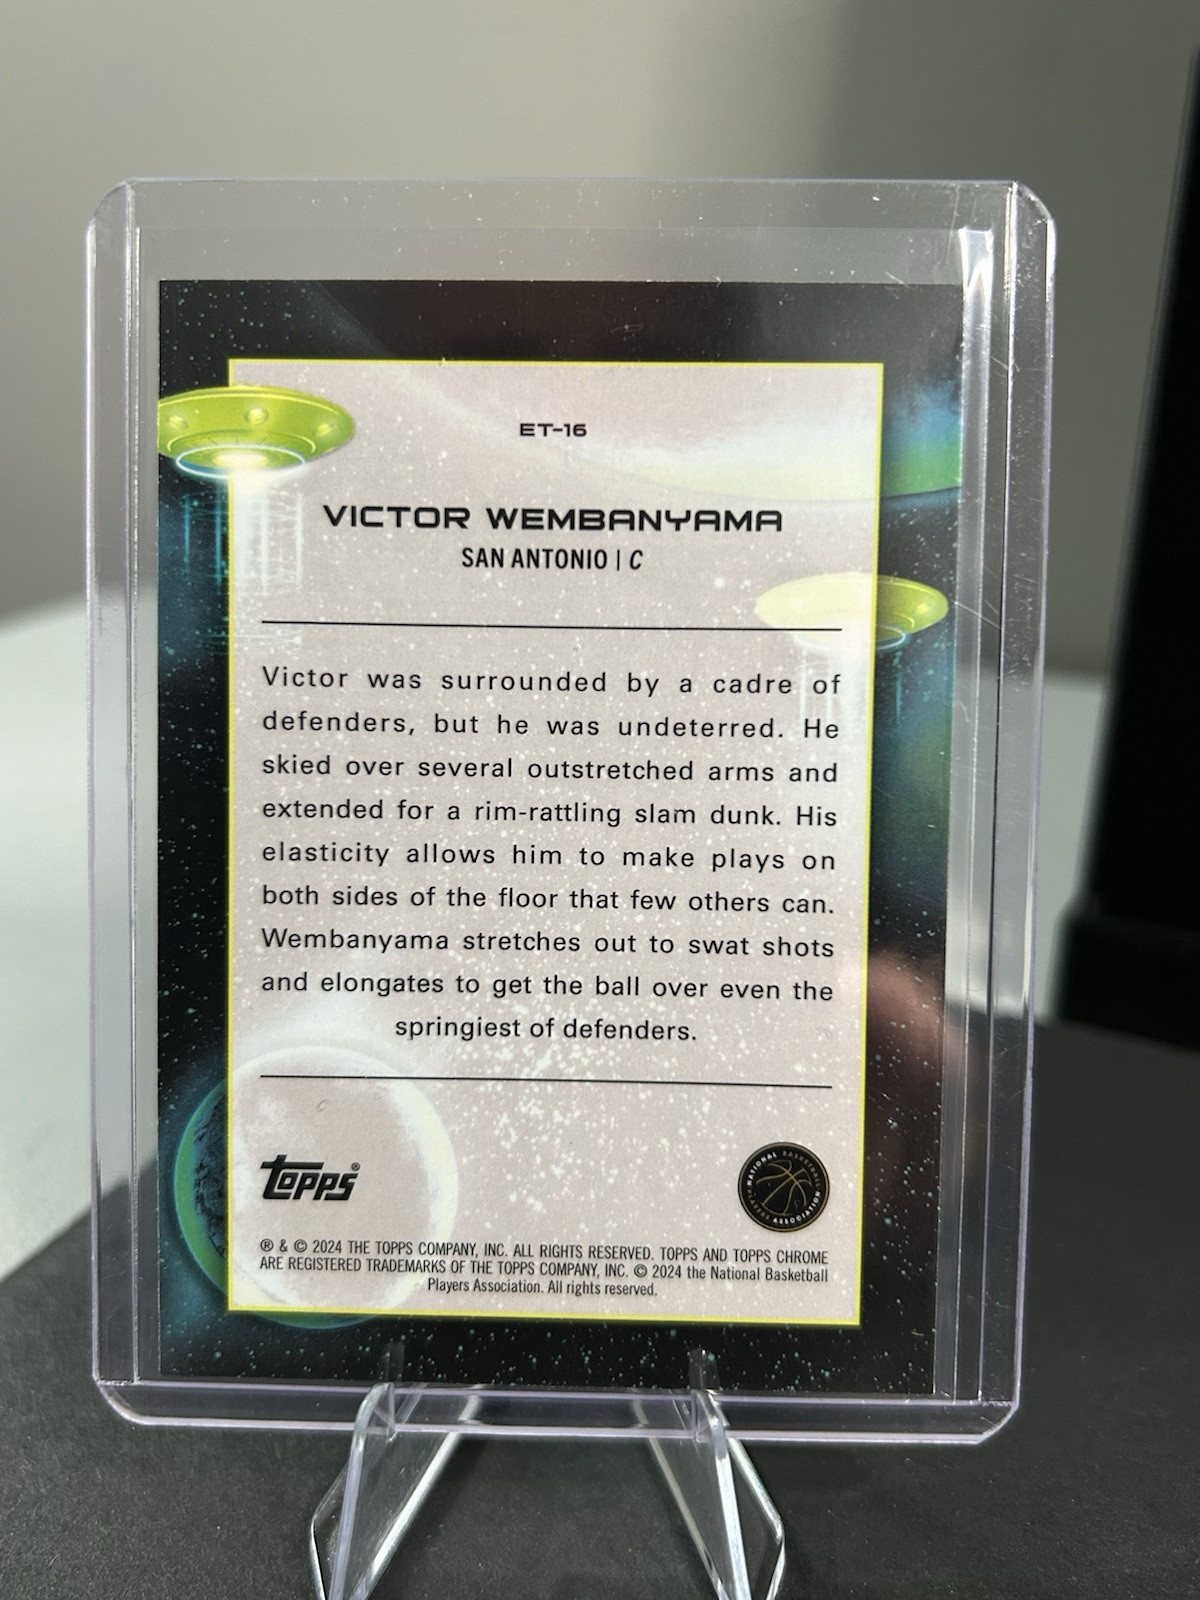 ET-16
VICTOR WEMBANYAMA
SAN ANTONIO | C
Victor was surrounded by a cadre of
defenders, but he was undeterred. He
skied over several outstretched arms and
extended for a rim-rattling slam dunk. His
elasticity allows him to make plays on
both sides of the floor that few others can.
Wembanyama stretches out to swat shots
and elongates to get the ball over even the
springiest of defenders.
topps®
NATIONAL BASKETBALL
PLAYERS ASSOCIATION
® & © 2024 THE TOPPS COMPANY, INC. ALL RIGHTS RESERVED. TOPPS AND TOPPS CHROME
ARE REGISTERED TRADEMARKS OF THE TOPPS COMPANY, INC. © 2024 the National Basketball
Players Association. All rights reserved.